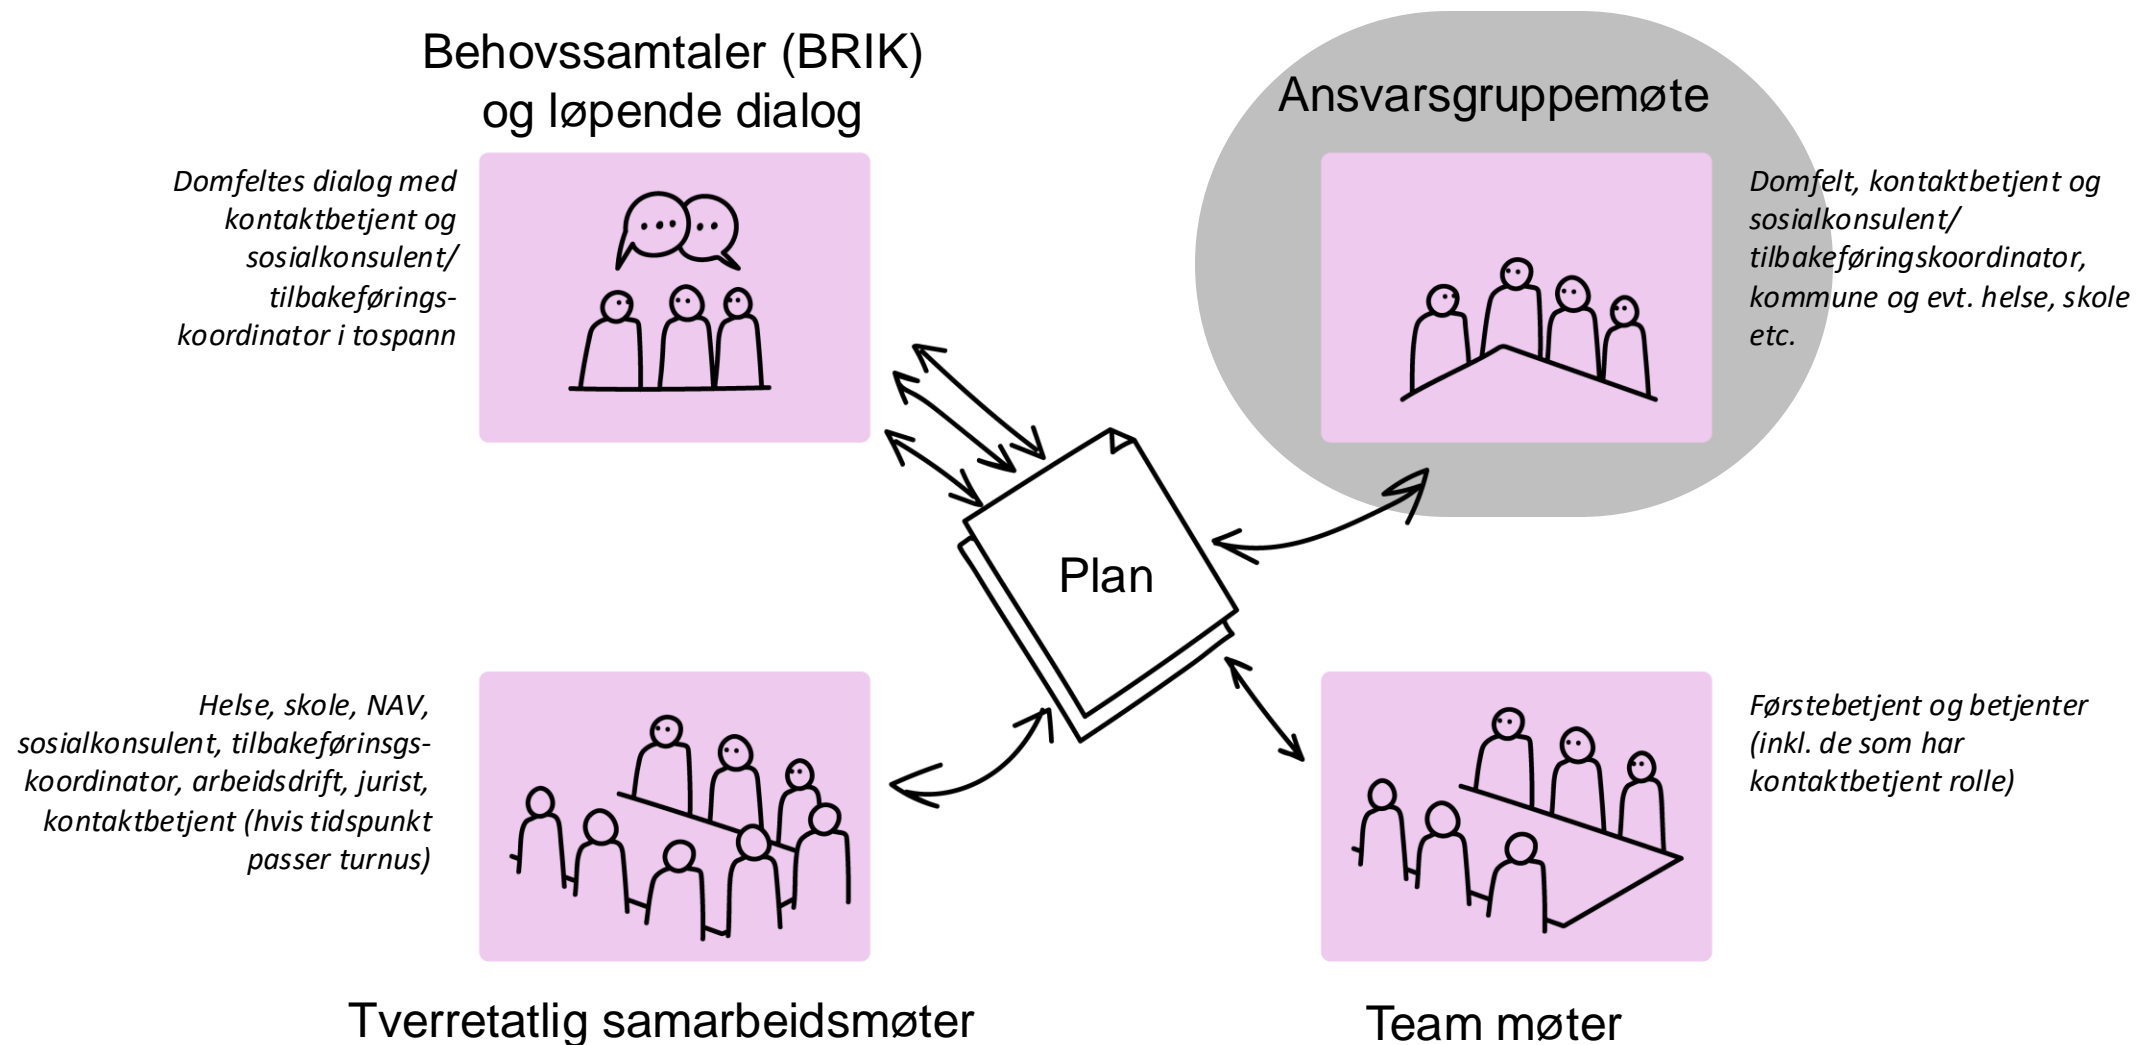 Behovssamtaler (BRIK)
og løpende dialog
Domfeltes dialog med
kontaktbetjent og
sosialkonsulent/
tilbakeførings-
koordinator i tospann
Ansvarsgruppemøte
Domfelt, kontaktbetjent og
sosialkonsulent/
tilbakeføringskoordinator,
kommune og evt. helse, skole
etc.
Plan
Helse, skole, NAV,
sosialkonsulent, tilbakeførinsgs-
koordinator, arbeidsdrift, jurist,
kontaktbetjent (hvis tidspunkt
passer turnus)
Tverretatlig samarbeidsmøter
Førstebetjent og betjenter
(inkl. de som har
kontaktbetjent rolle)
Team møter